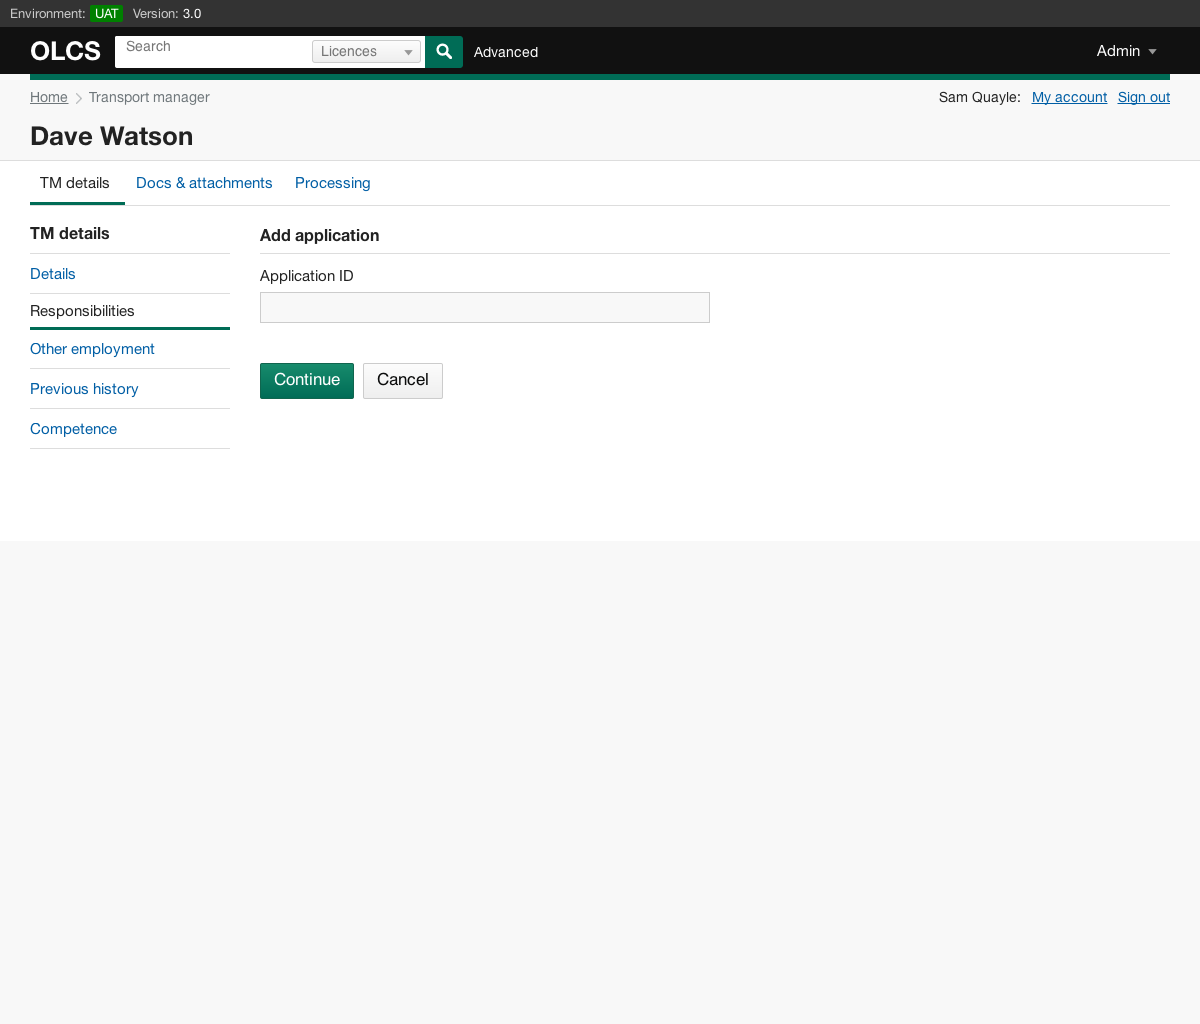 Environment: UAT Version: 3.0
OLCS Search Licences Advanced Admin
Home Transport manager Sam Quayle: My account Sign out
Dave Watson
TM details Docs & attachments Processing
TM details
Details
Responsibilities
Other employment
Previous history
Competence
Add application
Application ID
Continue Cancel